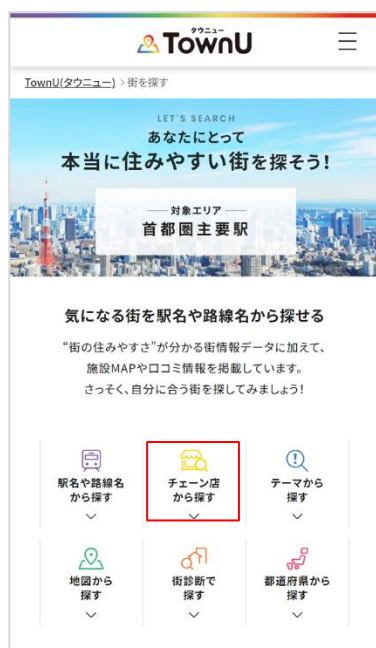 タウニュー
TownU
TownU(タウニュー) › 街を探す
LET'S SEARCH
あなたにとって
本当に住みやすい街を探そう!
対象エリア
首都圏主要駅
気になる街を駅名や路線名から探せる
“街の住みやすさ”が分かる街情報データに加えて、
施設MAPや口コミ情報を掲載しています。
さっそく、自分に合う街を探してみましょう!
駅名や路線名
から探す
チェーン店
から探す
テーマから
探す
地図から
探す
街診断で
探す
都道府県から
探す